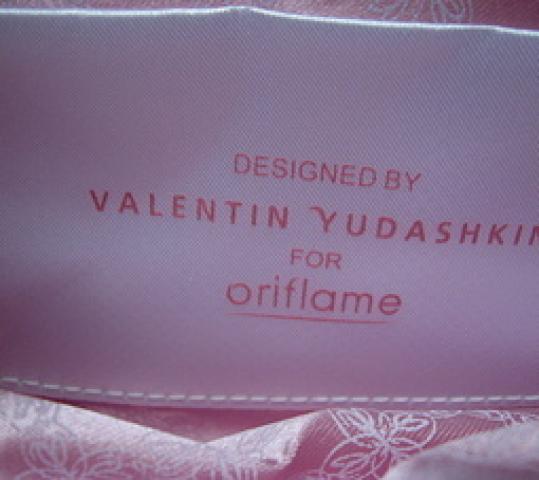 DESIGNED BY
VALENTIN YUDASHKIN
FOR
oriflame